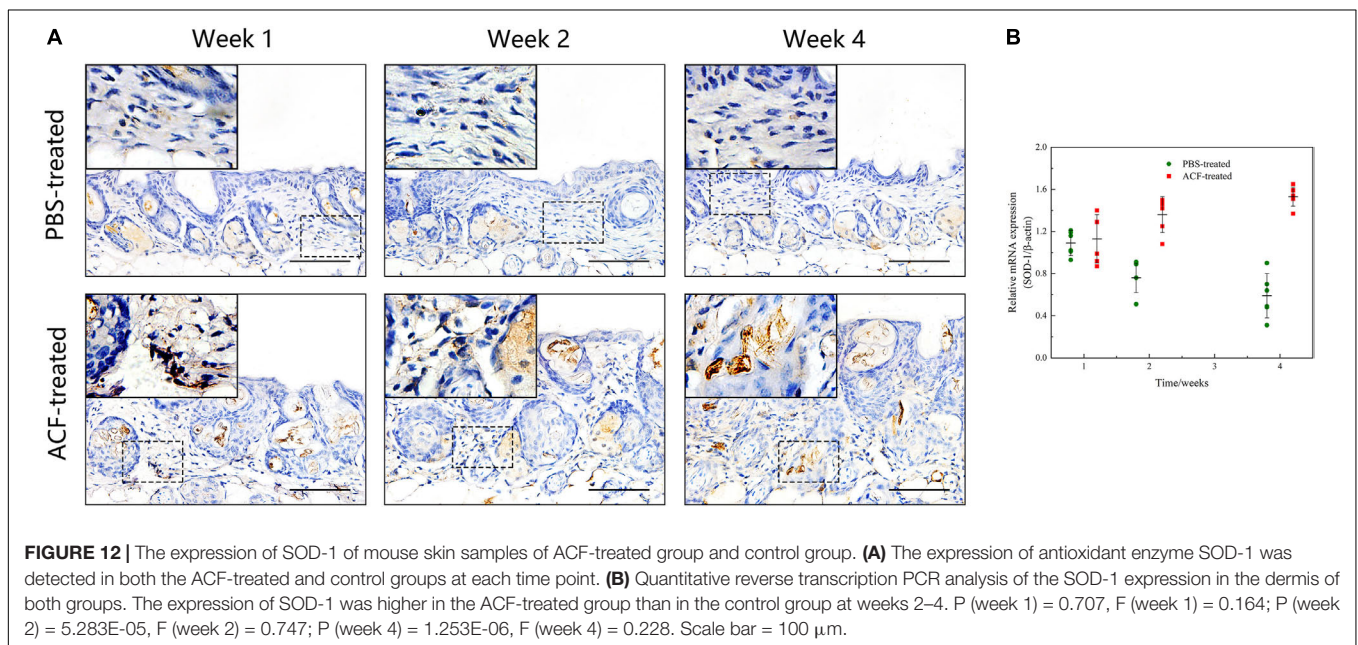 A
Week 1
Week 2
Week 4
PBS-treated
ACF-treated
B
Relative mRNA expression
(SOD-1/β-actin)
2.0
1.6
1.2
0.8
0.4
0.0
PBS-treated
ACF-treated
1
2
3
4
Time/weeks
FIGURE 12 | The expression of SOD-1 of mouse skin samples of ACF-treated group and control group. (A) The expression of antioxidant enzyme SOD-1 was
detected in both the ACF-treated and control groups at each time point. (B) Quantitative reverse transcription PCR analysis of the SOD-1 expression in the dermis of
both groups. The expression of SOD-1 was higher in the ACF-treated group than in the control group at weeks 2–4. P (week 1) = 0.707, F (week 1) = 0.164; P (week
2) = 5.283E-05, F (week 2) = 0.747; P (week 4) = 1.253E-06, F (week 4) = 0.228. Scale bar = 100 μm.